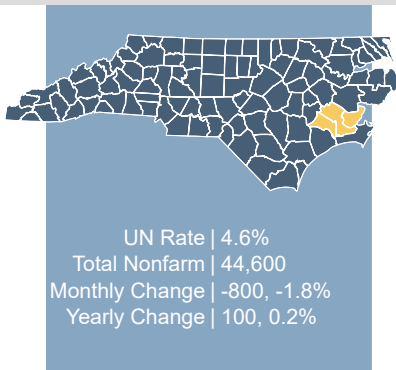 UN Rate | 4.6%
Total Nonfarm | 44,600
Monthly Change | -800, -1.8%
Yearly Change | 100, 0.2%